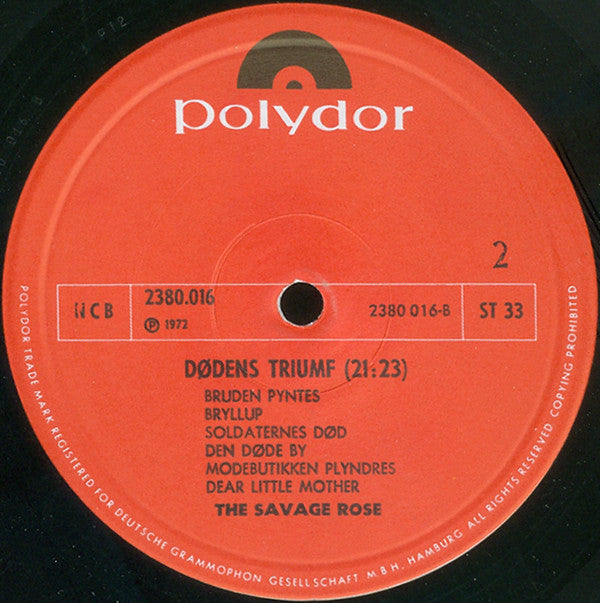 polydor
2
NCB
2380.016
℗ 1972
2380 016-B
ST 33
DØDENS TRIUMF (21:23)
BRUDEN PYNTES
BRYLLUP
SOLDATERNES DØD
DEN DØDE BY
MODEBUTIKKEN PLYNDRES
DEAR LITTLE MOTHER
THE SAVAGE ROSE
POLYDOR TRADE MARK REGISTERED FOR DEUTSCHE GRAMMOPHON GESELLSCHAFT M B H, HAMBURG ALL RIGHTS RESERVED COPYING PROHIBITED